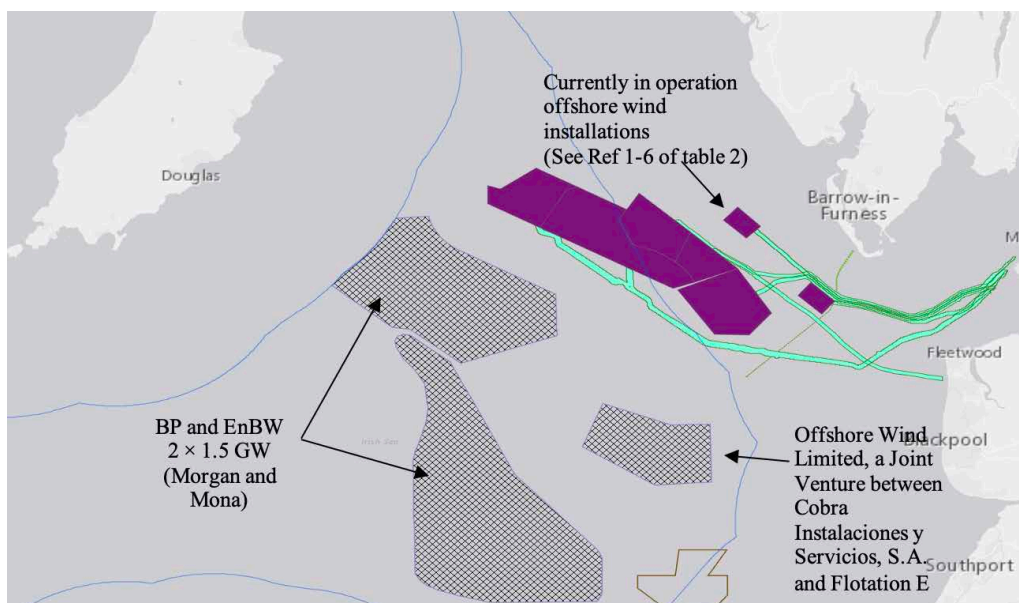 Currently in operation
offshore wind
installations
(See Ref 1-6 of table 2)
Douglas
Barrow-in-
Furness
M
Fleetwood
BP and EnBW
2 × 1.5 GW
(Morgan and
Mona)
Irish Sea
Offshore Wind
Limited, a Joint
Venture between
Cobra
Instalaciones y
Servicios, S.A.
and Flotation E
Blackpool
Southport